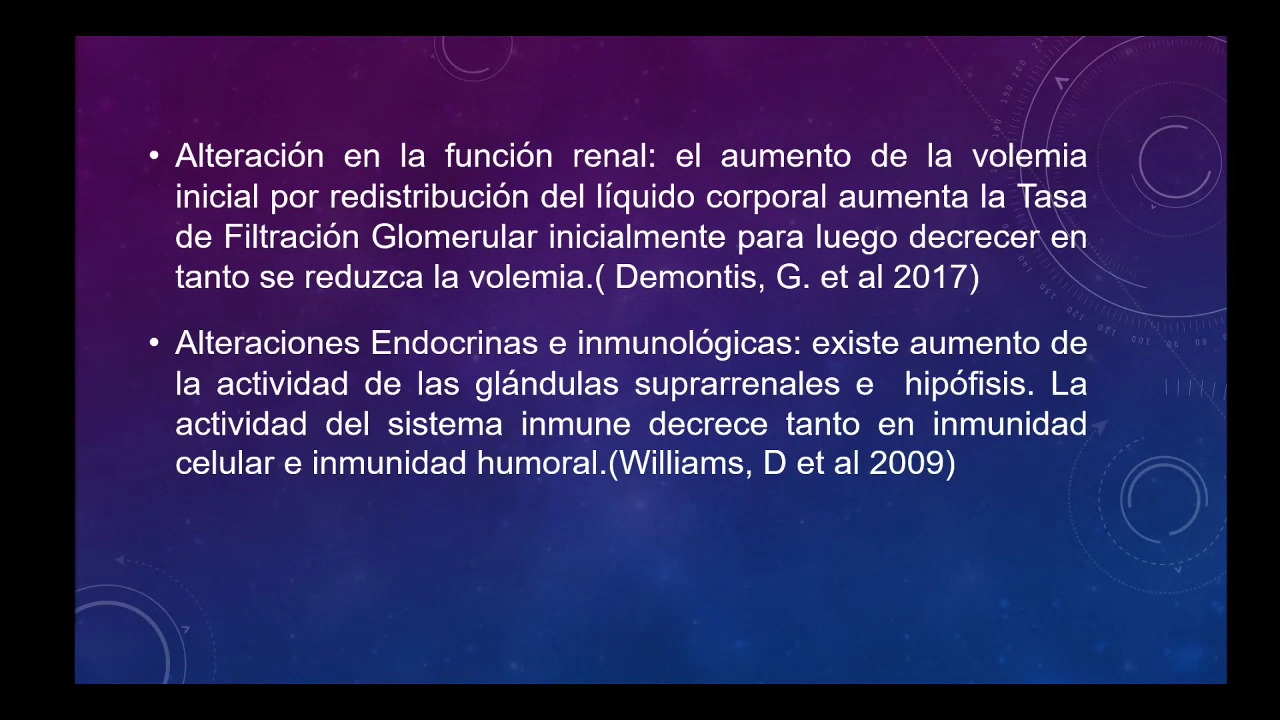 • Alteración en la función renal: el aumento de la volemia
inicial por redistribución del líquido corporal aumenta la Tasa
de Filtración Glomerular inicialmente para luego decrecer en
tanto se reduzca la volemia.( Demontis, G. et al 2017)
• Alteraciones Endocrinas e inmunológicas: existe aumento de
la actividad de las glándulas suprarrenales e  hipófisis. La
actividad del sistema inmune decrece tanto en inmunidad
celular e inmunidad humoral.(Williams, D et al 2009)